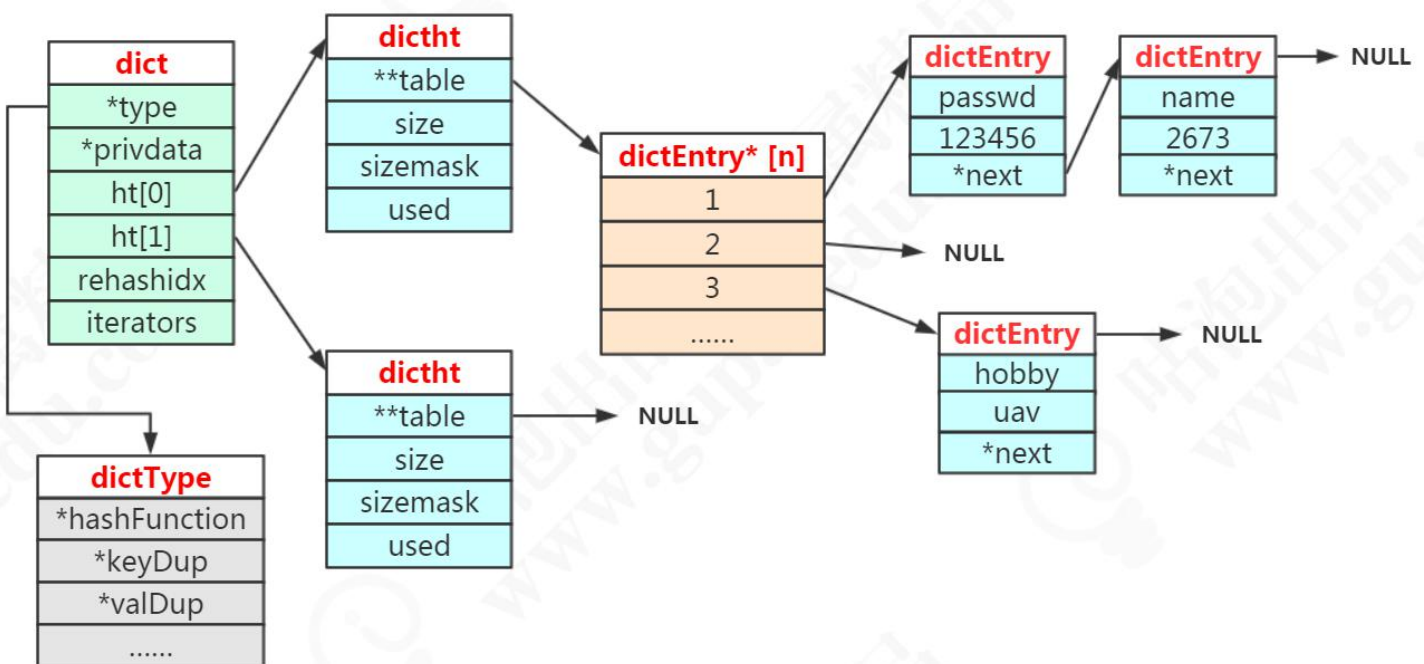 dict
*type
*privdata
ht[0]
ht[1]
rehashidx
iterators
dictht
**table
size
sizemask
used
dictht
**table
size
sizemask
used
NULL
dictType
*hashFunction
*keyDup
*valDup
......
dictEntry* [n]
1
2
3
......
dictEntry
passwd
123456
*next
dictEntry
name
2673
*next
NULL
NULL
dictEntry
hobby
uav
*next
NULL